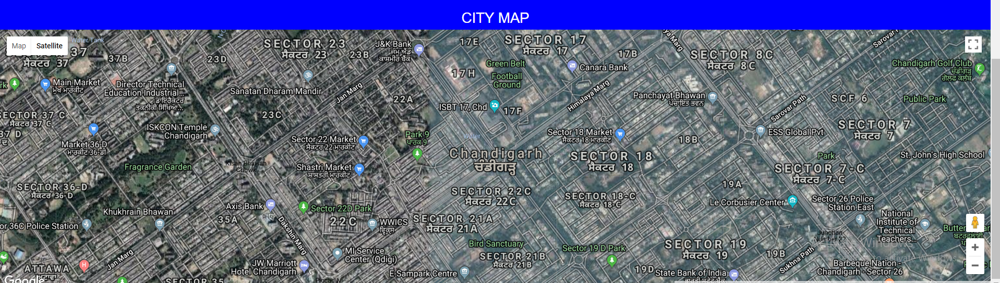 CITY MAP
Map
Satellite
Water Tank
37
ਸੈਕਟਰ 37
37B
23D
SECTOR 23
ਸੈਕਟਰ 23
23B
J&K Bank
ਜੰਮੂ ਐਂਡ
ਕਾਸ਼ਮੀਰ ਬੈਂਕ
17E
SECTOR 17
ਸੈਕਟਰ 17
17B
SECTOR 8C
ਸੈਕਟਰ 8C
Chandigarh Golf Club
ਚੰਡੀਗੜ੍ਹ
ਗੋਲਫ ਕਲੱਬ
Green Belt
Football
Ground
17H
Canara Bank
Main Market
ਮੁੱਖ ਮਾਰਕੀਟ
Director Technical
Education Industrial...
ਡਾਇਰੈਕਟਰ
ਤਕਨੀਕੀ ਸਿੱਖਿਆ...
Sanatan Dharam Mandir
Jan Marg
22A
Himalaya Marg
Panchayat Bhawan
ਪੰਚਾਇਤ ਭਵਨ
Sarovar Path
SCF 6
Public Park
ISBT 17, Chd
17F
SECTOR 37 C
ਸੈਕਟਰ 37 C
37 D
23C
ISKCON Temple
Chandigarh
Market 36-D
ਮਾਰਕੀਟ 36-ਡੀ
Sector 22 Market
ਸੈਕਟਰ 22 ਮਾਰਕੀਟ
Park 9
ਪਾਰਕ 9
Water
Sector 18 Market
ਸੈਕਟਰ 18 ਮਾਰਕੀਟ
18B
ESS Global Pvt
SECTOR 7
ਸੈਕਟਰ 7
Chandigarh
ਚੰਡੀਗੜ੍ਹ
SECTOR 18
ਸੈਕਟਰ 18
Park
St. John's High School
Fragrance Garden
Kisan Bhawan
Chowk
Shastri Market
ਸ਼ਾਸਤਰੀ ਮਾਰਕੀਟ
SECTOR 7-C
ਸੈਕਟਰ 7-C
SECTOR 36-D
ਸੈਕਟਰ 36-D
SECTOR 22C
ਸੈਕਟਰ 22C
19A
SECTOR 18-C
ਸੈਕਟਰ 18-C
Le Corbusier Center
Sector 26 Police
Station East
Axis Bank
Sector 22D Park
Khukhrain Bhawan
35A
Dakshin Marg
22C
WWICS
SECTOR 21A
ਸੈਕਟਰ 21A
National
Institute of
Technical
Teachers...
or 36C Police Station
Junction
Number 22
Bird Sanctuary
Sector 19 D Park
SECTOR 19
ਸੈਕਟਰ 19
19B
Sukhna Path
MI Service
Center (Qdigi)
SECTOR 21B
ਸੈਕਟਰ 21B
to activate Windows.
Jan Marg
ATTAWA
JW Marriott
Hotel Chandigarh
E-Sampark Centre
19D
State Bank of India
Barbeque Nation -
Chandigarh - Sector 26
Google
SECTOR 35
Piccadily